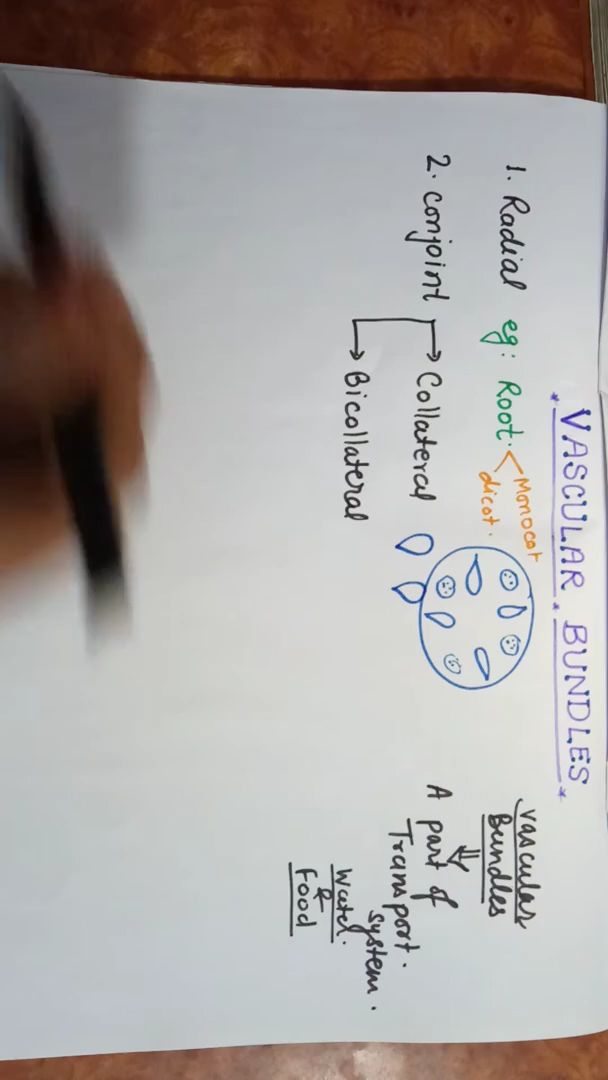 VASCULAR BUNDLES
1. Radial eg: Root. Monocot
dicot.
2. conjoint → Collateral
→ Bicollateral
Vascular
Bundles
⇓
A part of
Transport.
system.
Water.
&
Food